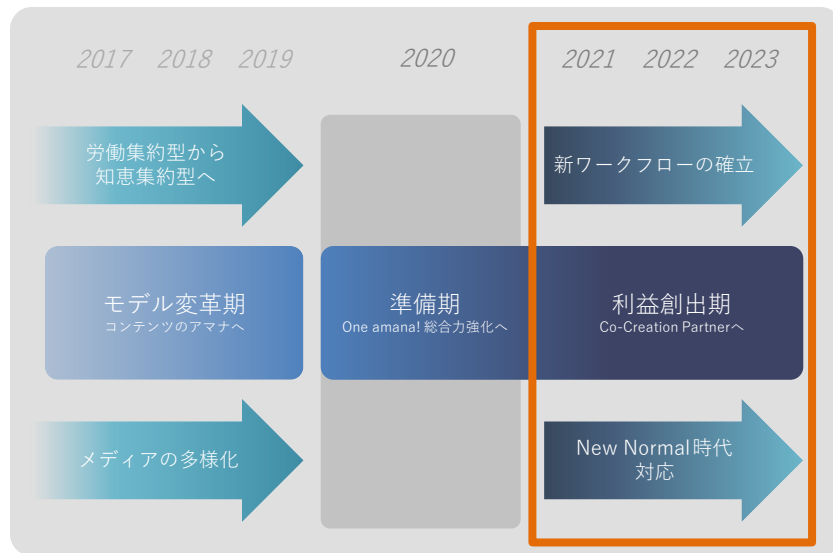 2017 2018 2019 2020 2021 2022 2023
労働集約型から
知恵集約型へ
新ワークフローの確立
モデル変革期
コンテンツのアマナへ
準備期
One amana! 総合力強化へ
利益創出期
Co-Creation Partnerへ
メディアの多様化
New Normal時代
対応